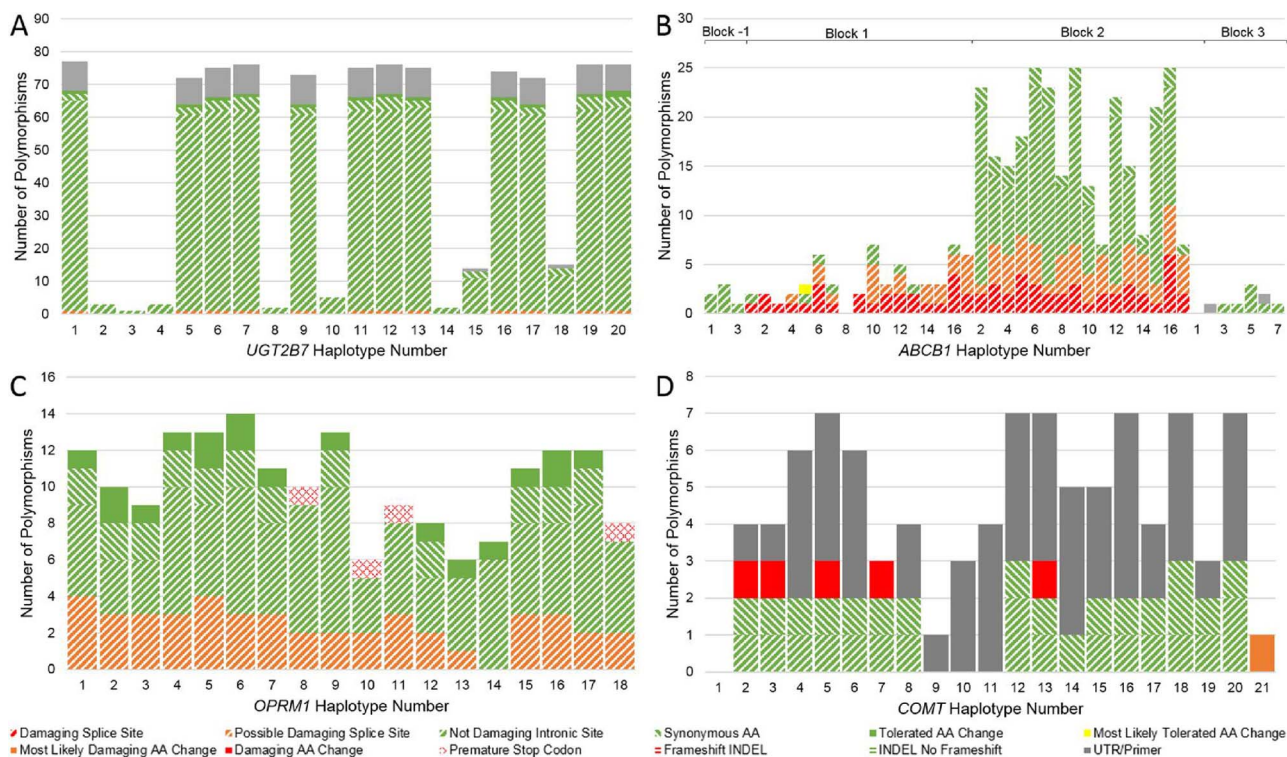 A
Number of Polymorphisms
90
80
70
60
50
40
30
20
10
0
1 2 3 4 5 6 7 8 9 10 11 12 13 14 15 16 17 18 19 20
UGT2B7 Haplotype Number
B
Number of Polymorphisms
30
25
20
15
10
5
0
Block -1 Block 1 Block 2 Block 3
1 3 2 4 6 8 10 12 14 16 2 4 6 8 10 12 14 16 1 3 5 7
ABCB1 Haplotype Number
C
Number of Polymorphisms
16
14
12
10
8
6
4
2
0
1 2 3 4 5 6 7 8 9 10 11 12 13 14 15 16 17 18
OPRM1 Haplotype Number
D
Number of Polymorphisms
8
7
6
5
4
3
2
1
0
1 2 3 4 5 6 7 8 9 10 11 12 13 14 15 16 17 18 19 20 21
COMT Haplotype Number
Damaging Splice Site Possible Damaging Splice Site Not Damaging Intronic Site Synonymous AA Tolerated AA Change Most Likely Tolerated AA Change
Most Likely Damaging AA Change Damaging AA Change Premature Stop Codon Frameshift INDEL INDEL No Frameshift UTR/Primer